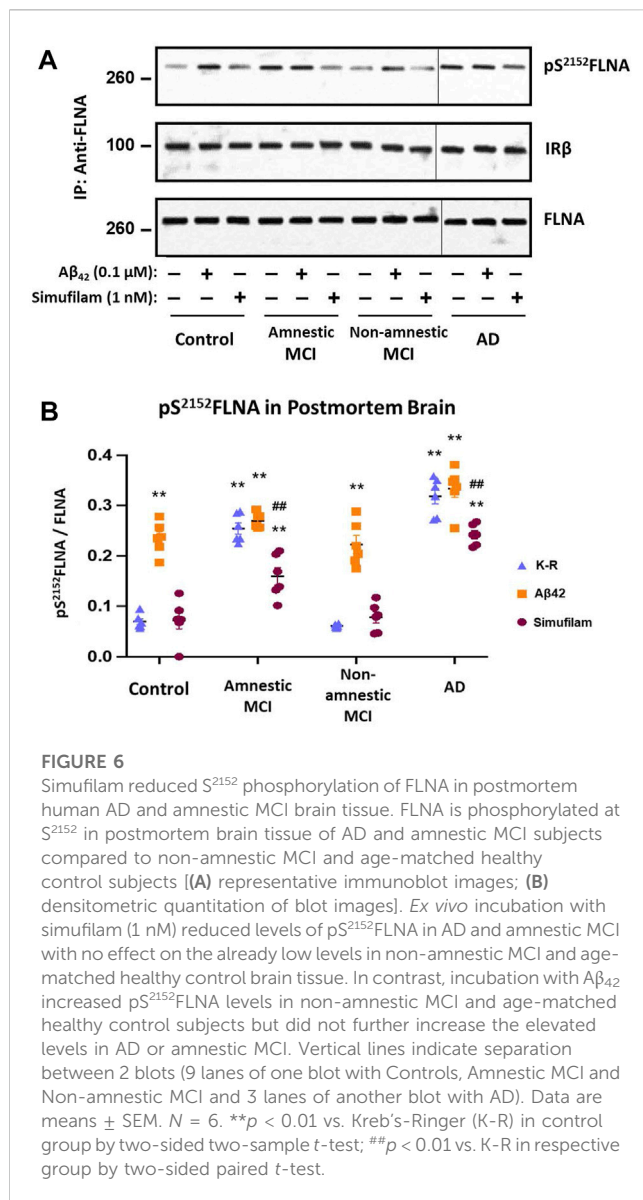 A
IP: Anti-FLNA
260 –
pS²¹⁵²FLNA
100 –
IRβ
260 –
FLNA
Aβ₄₂ (0.1 µM): – + – – + – – + – – + –
Simufilam (1 nM): – – + – – + – – + – – +
Control
Amnestic
MCI
Non-amnestic
MCI
AD
B
pS²¹⁵²FLNA in Postmortem Brain
pS²¹⁵²FLNA / FLNA
0.4
0.3
0.2
0.1
0.0
**
**
**
##
**
**
**
**
##
**
K-R
Aβ42
Simufilam
Control
Amnestic
MCI
Non-
amnestic
MCI
AD
FIGURE 6
Simufilam reduced S²¹⁵² phosphorylation of FLNA in postmortem
human AD and amnestic MCI brain tissue. FLNA is phosphorylated at
S²¹⁵² in postmortem brain tissue of AD and amnestic MCI subjects
compared to non-amnestic MCI and age-matched healthy
control subjects [(A) representative immunoblot images; (B)
densitometric quantitation of blot images]. Ex vivo incubation with
simufilam (1 nM) reduced levels of pS²¹⁵²FLNA in AD and amnestic MCI
with no effect on the already low levels in non-amnestic MCI and age-
matched healthy control brain tissue. In contrast, incubation with Aβ₄₂
increased pS²¹⁵²FLNA levels in non-amnestic MCI and age-matched
healthy control subjects but did not further increase the elevated
levels in AD or amnestic MCI. Vertical lines indicate separation
between 2 blots (9 lanes of one blot with Controls, Amnestic MCI and
Non-amnestic MCI and 3 lanes of another blot with AD). Data are
means ± SEM. N = 6. **p < 0.01 vs. Kreb's-Ringer (K-R) in control
group by two-sided two-sample t-test; ##p < 0.01 vs. K-R in respective
group by two-sided paired t-test.